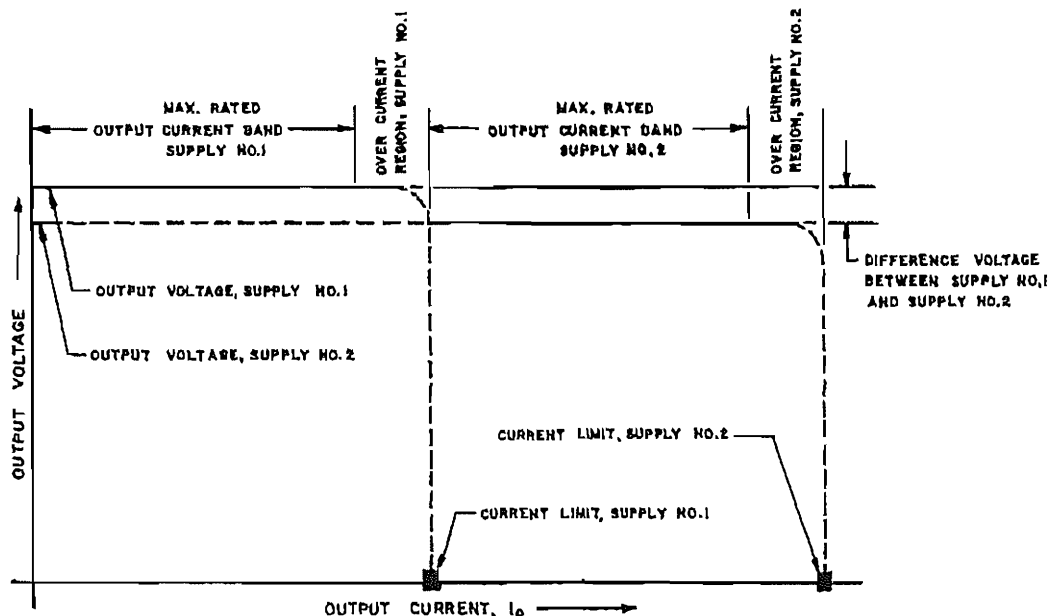 OVER CURRENT
REGION, SUPPLY NO.1
OVER CURRENT
REGION, SUPPLY NO.2
MAX. RATED
OUTPUT CURRENT BAND
SUPPLY NO.1
MAX. RATED
OUTPUT CURRENT BAND
SUPPLY NO.2
DIFFERENCE VOLTAGE
BETWEEN SUPPLY NO.1
AND SUPPLY NO.2
OUTPUT VOLTAGE, SUPPLY NO.1
OUTPUT VOLTAGE, SUPPLY NO.2
OUTPUT VOLTAGE
CURRENT LIMIT, SUPPLY NO.2
CURRENT LIMIT, SUPPLY NO.1
OUTPUT CURRENT, Io